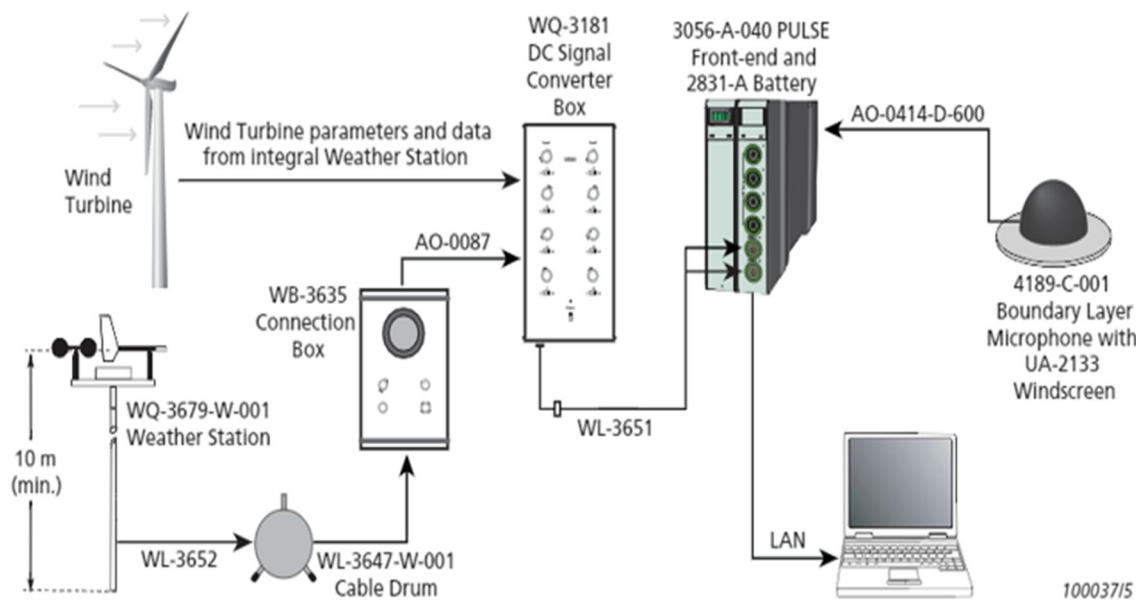 WQ-3181
DC Signal
Converter
Box
3056-A-040 PULSE
Front-end and
2831-A Battery
AO-0414-D-600
Wind Turbine parameters and data
from integral Weather Station
Wind
Turbine
AO-0087
WB-3635
Connection
Box
4189-C-001
Boundary Layer
Microphone with
UA-2133
Windscreen
WQ-3679-W-001
Weather Station
WL-3651
10 m
(min.)
WL-3652
WL-3647-W-001
Cable Drum
LAN
100037/5